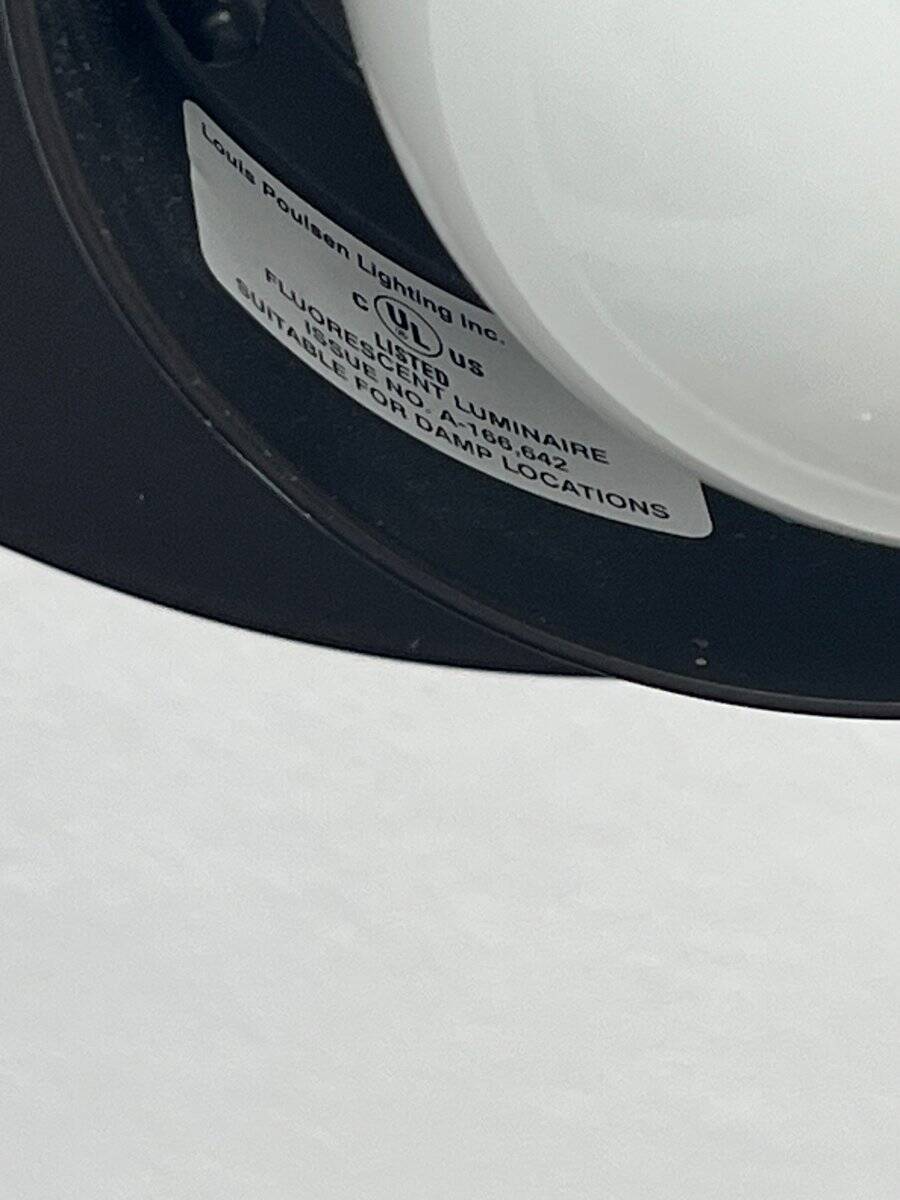 Louis Poulsen Lighting Inc.
C UL ® US
LISTED
FLUORESCENT LUMINAIRE
ISSUE NO. A-166,642
SUITABLE FOR DAMP LOCATIONS